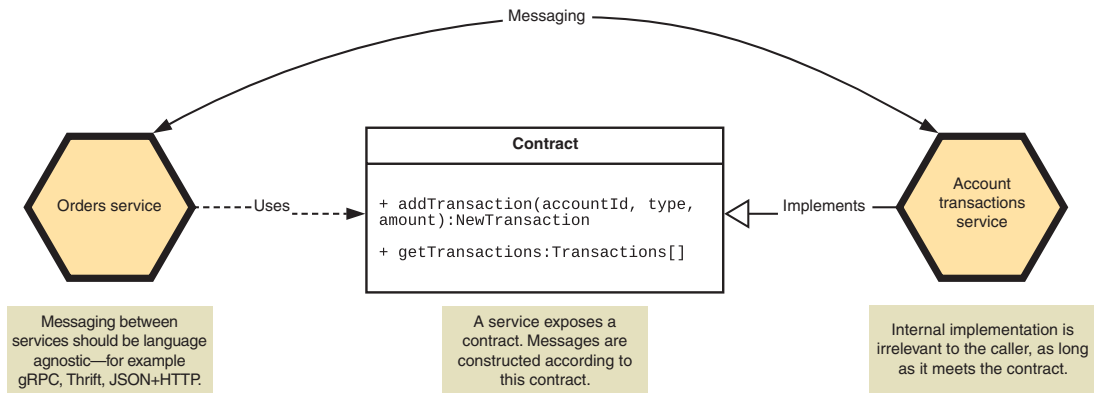 Messaging
Contract
Orders service
Uses
+ addTransaction(accountId, type,
amount):NewTransaction
+ getTransactions:Transactions[]
Implements
Account
transactions
service
Messaging between
services should be language
agnostic—for example
gRPC, Thrift, JSON+HTTP.
A service exposes a
contract. Messages are
constructed according to
this contract.
Internal implementation is
irrelevant to the caller, as long
as it meets the contract.